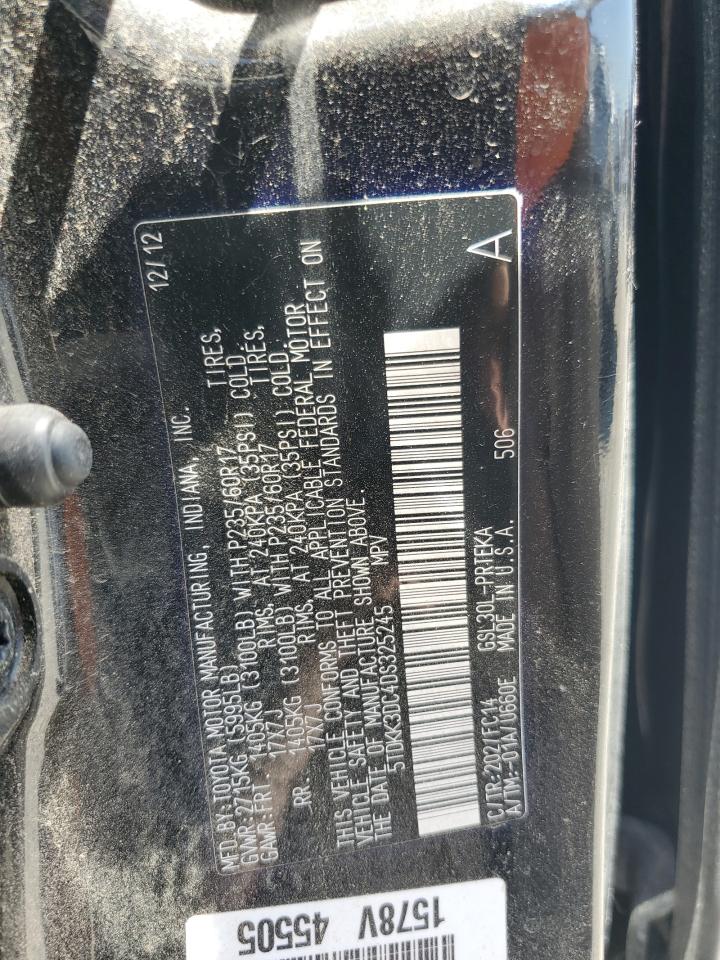 MFD.BY:TOYOTA MOTOR MANUFACTURING, INDIANA, INC. 12/12
GVWR:2715KG (5995LB)
GAWR:FRT. 1405KG (3100LB) WITH P235/60R17 TIRES,
17X7J RIMS, AT 240KPA (35PSI) COLD.
RR. 1405KG (3100LB) WITH P235/60R17 TIRES,
17X7J RIMS, AT 240KPA (35PSI) COLD.
THIS VEHICLE CONFORMS TO ALL APPLICABLE FEDERAL MOTOR
VEHICLE SAFETY AND THEFT PREVENTION STANDARDS IN EFFECT ON
THE DATE OF MANUFACTURE SHOWN ABOVE.
5TDKK3DC4DS325245 MPV
C/TR:202/FC14 GSL30L-PRTEKA
A/TM:-01A/U660E MADE IN U.S.A. 506 A
1578V
45505